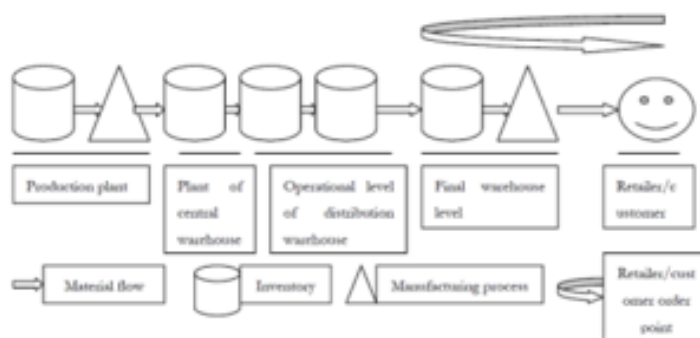 Production plant
Plant of
central
warehouse
Operational level
of distribution
warehouse
Final warehouse
level
Retailer/c
ustomer
Material flow
Inventory
Manufacturing process
Retailer/cust
omer order
point